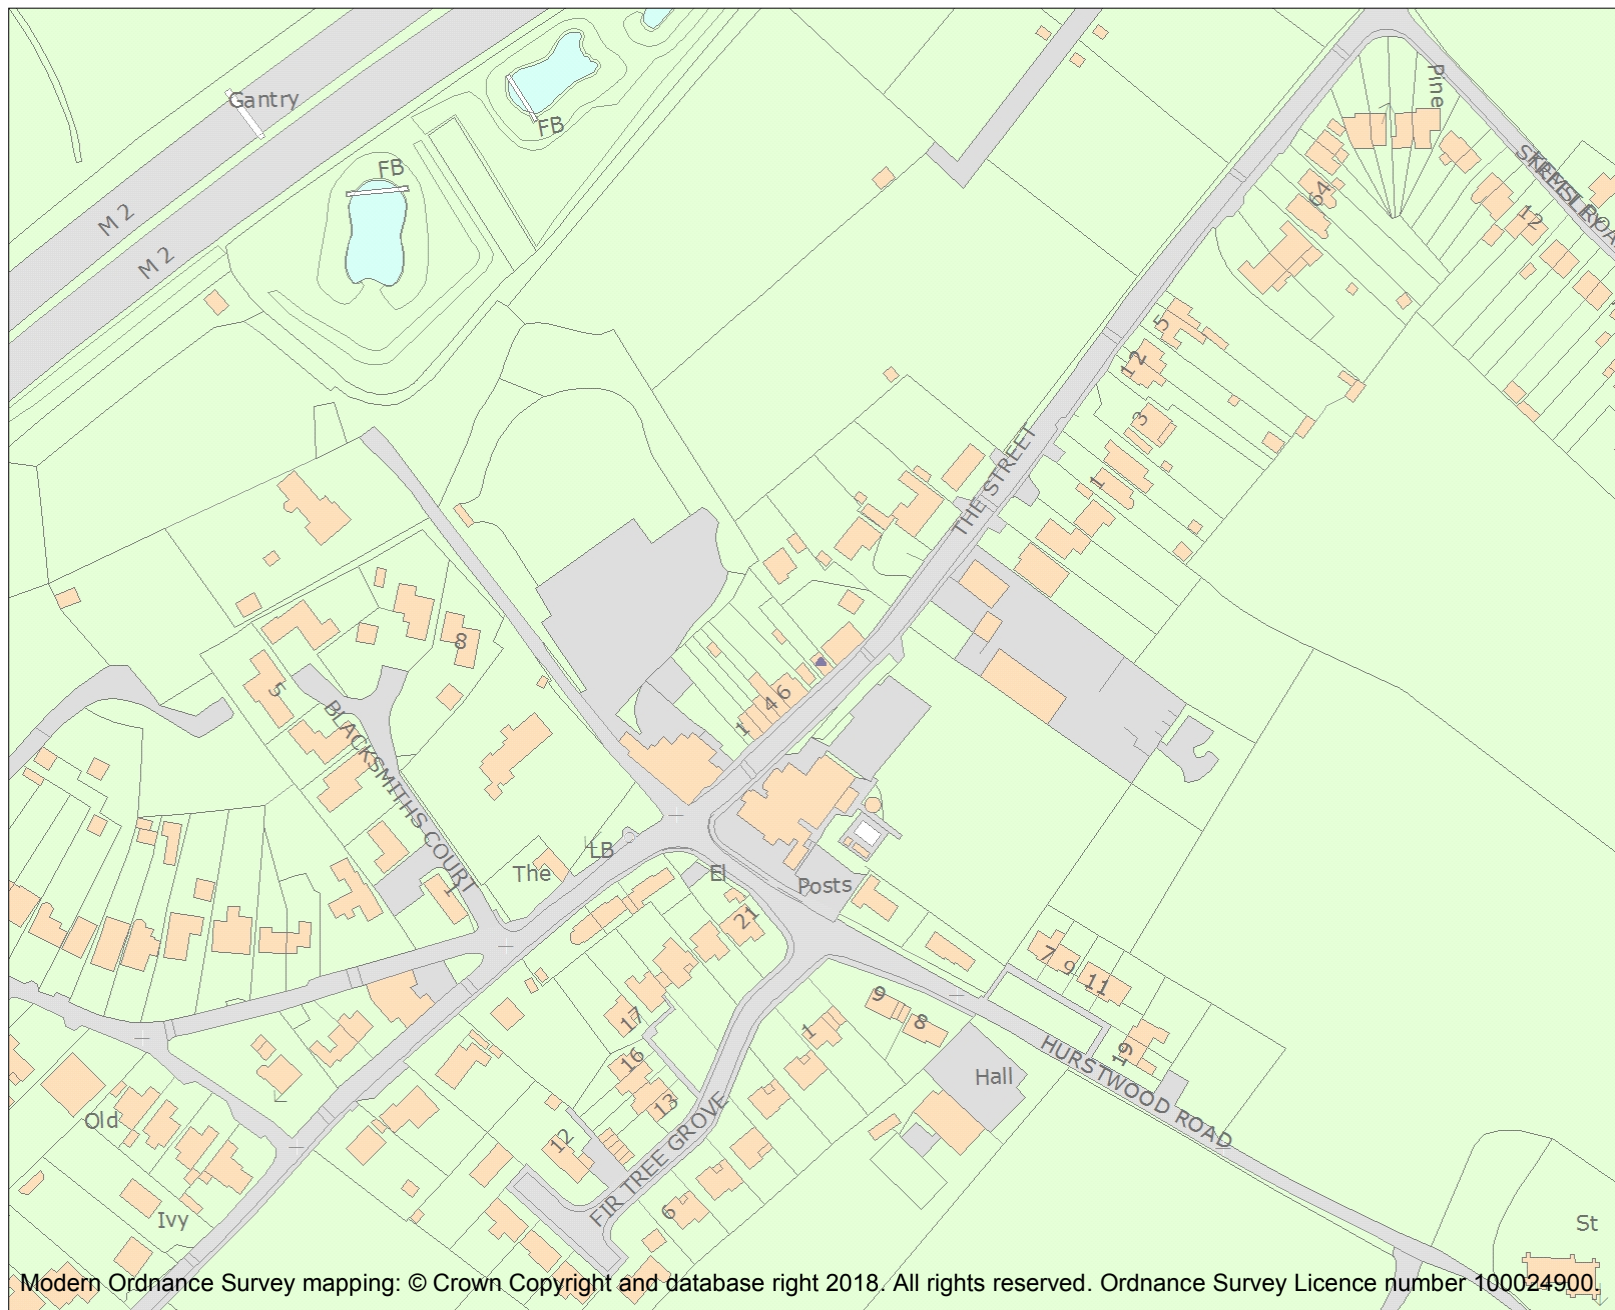 Gantry
Pine
FB
FB
M 2
M 2
64
12
5
1 2
3
THE STREET
1
8
5
4 6
1
BLACKSMITHS COURT
LB
The
El
Posts
1
21
7 9 11
9
8
17
1
16
19
Hall
HURSTWOOD ROAD
Old
13
12
FIR TREE GROVE
6
Ivy
St
Modern Ordnance Survey mapping: © Crown Copyright and database right 2018. All rights reserved. Ordnance Survey Licence number 100024900.